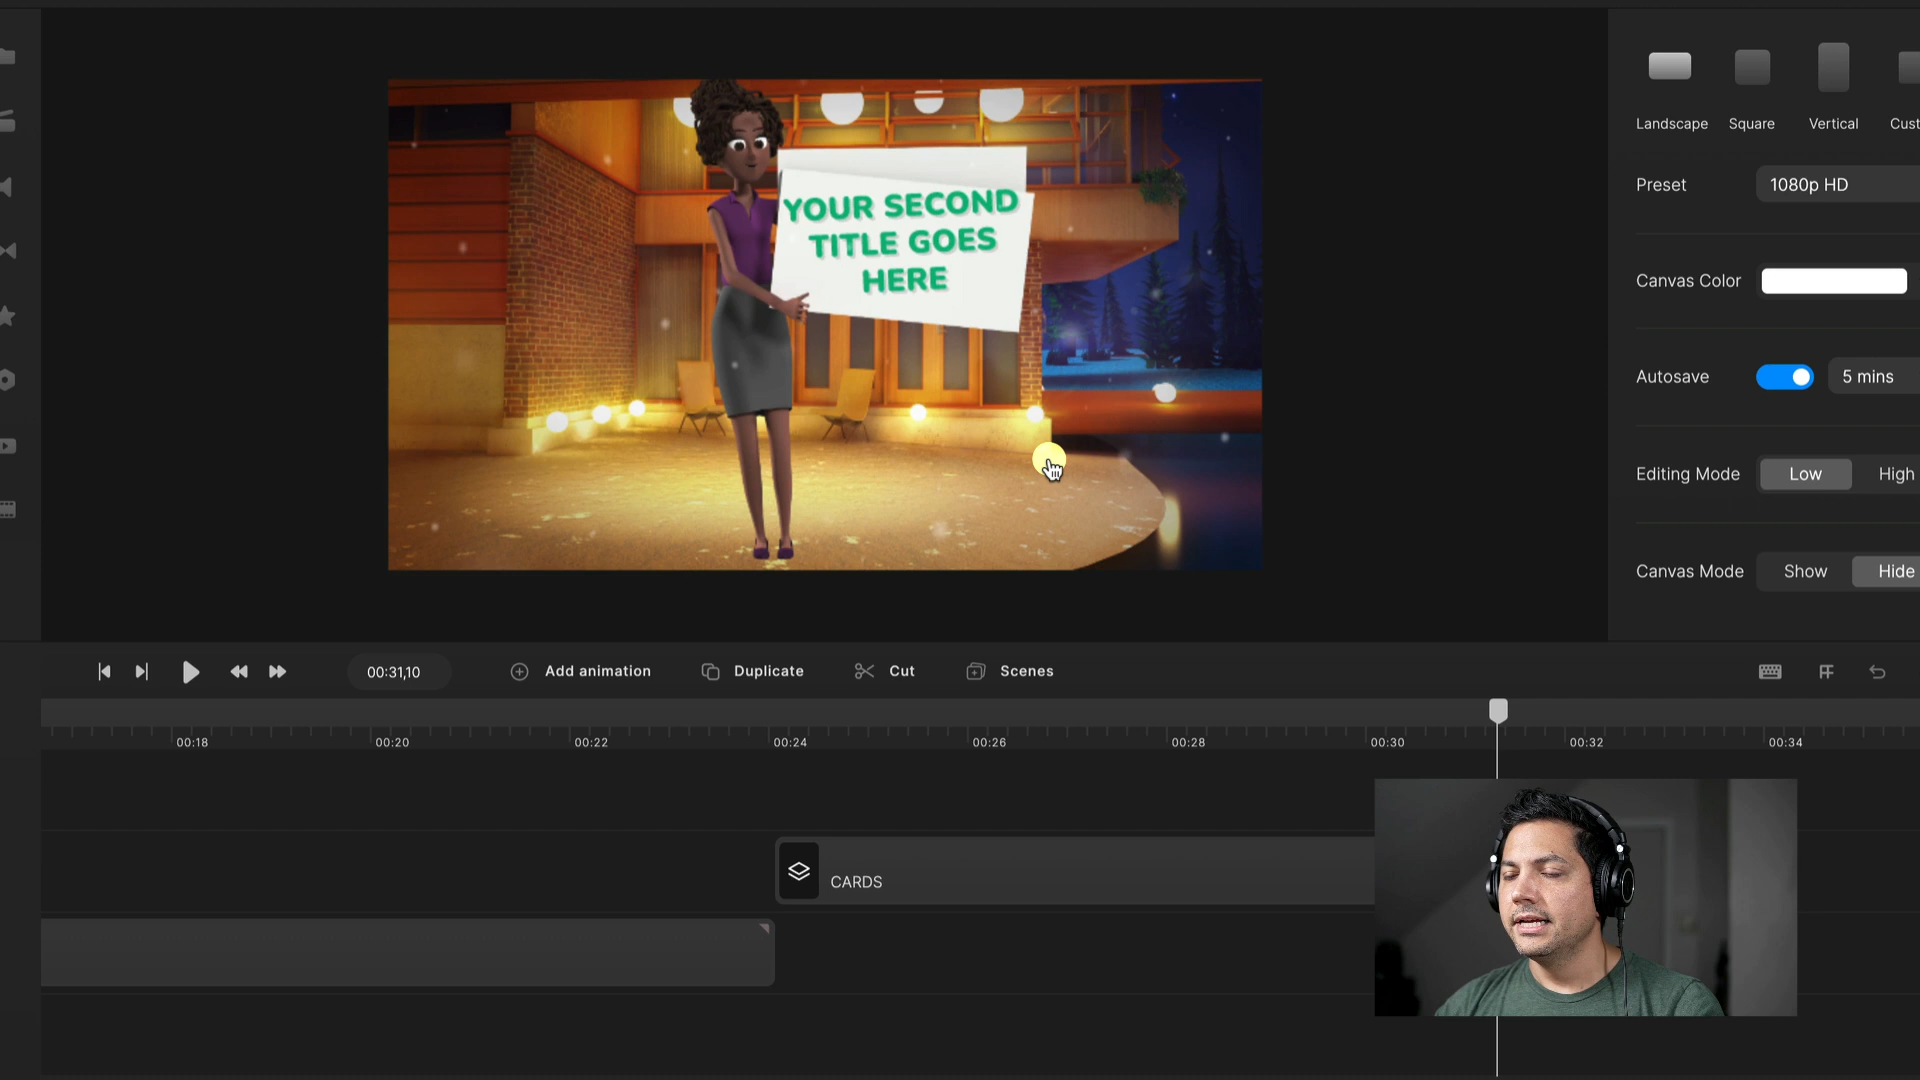 YOUR SECOND
TITLE GOES
HERE
Landscape
Square
Vertical
Cust
Preset
1080p HD
Canvas Color
Autosave
5 mins
Editing Mode
Low
High
Canvas Mode
Show
Hide
00:31,10
Add animation
Duplicate
Cut
Scenes
00:18
00:20
00:22
00:24
00:26
00:28
00:30
00:32
00:34
CARDS